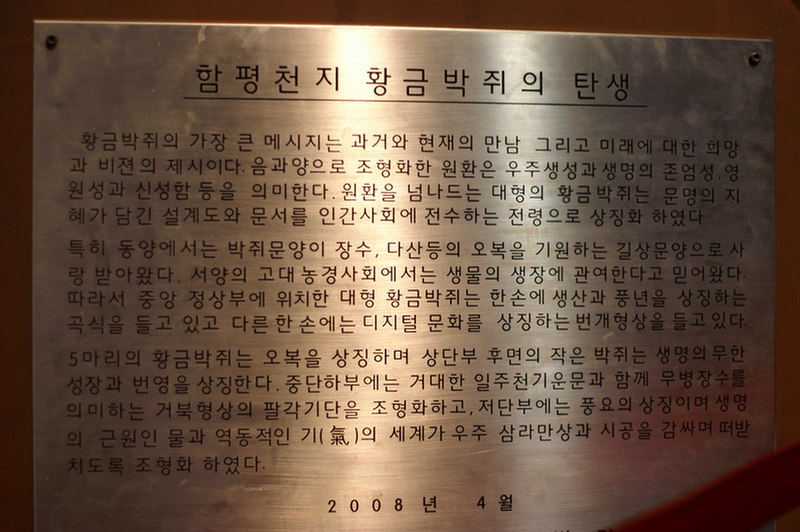 함평천지 황금박쥐의 탄생
황금박쥐의 가장 큰 메시지는 과거와 현재의 만남 그리고 미래에 대한 희망
과 비젼의 제시이다. 음과양으로 조형화한 원환은 우주생성과생명의 존엄성,영
원성과 신성함 등을 의미한다. 원환을 넘나드는 대형의 황금박쥐는 문명의 지
혜가 담긴 설계도와 문서를 인간사회에 전수하는 전령으로 상징화 하였다.
특히 동양에서는 박쥐문양이 장수, 다산등의 오복을 기원하는 길상문양으로 사
랑 받아왔다. 서양의 고대농경사회에서는 생물의 생장에 관여한다고 믿어왔다.
따라서 중앙 정상부에 위치한 대형 황금박쥐는 한손에 생산과 풍년을 상징하는
곡식을 들고 있고 다른 한 손에는 디지털 문화를 상징하는번개형상을 들고있다.
5마리의 황금박쥐는 오복을 상징하며 상단부 후면의 작은 박쥐는 생명의 무한
성장과 번영을 상징한다. 중단하부에는 거대한 일주천기운문과 함께 무병장수를
의미하는 거북형상의 팔각기단을 조형화하고, 저단부에는 풍요의 상징이며 생명
의 근원인 물과 역동적인 기(氣)의 세계가 우주 삼라만상과 시공을 감싸며 떠받
치도록 조형화 하였다.
2008년 4월